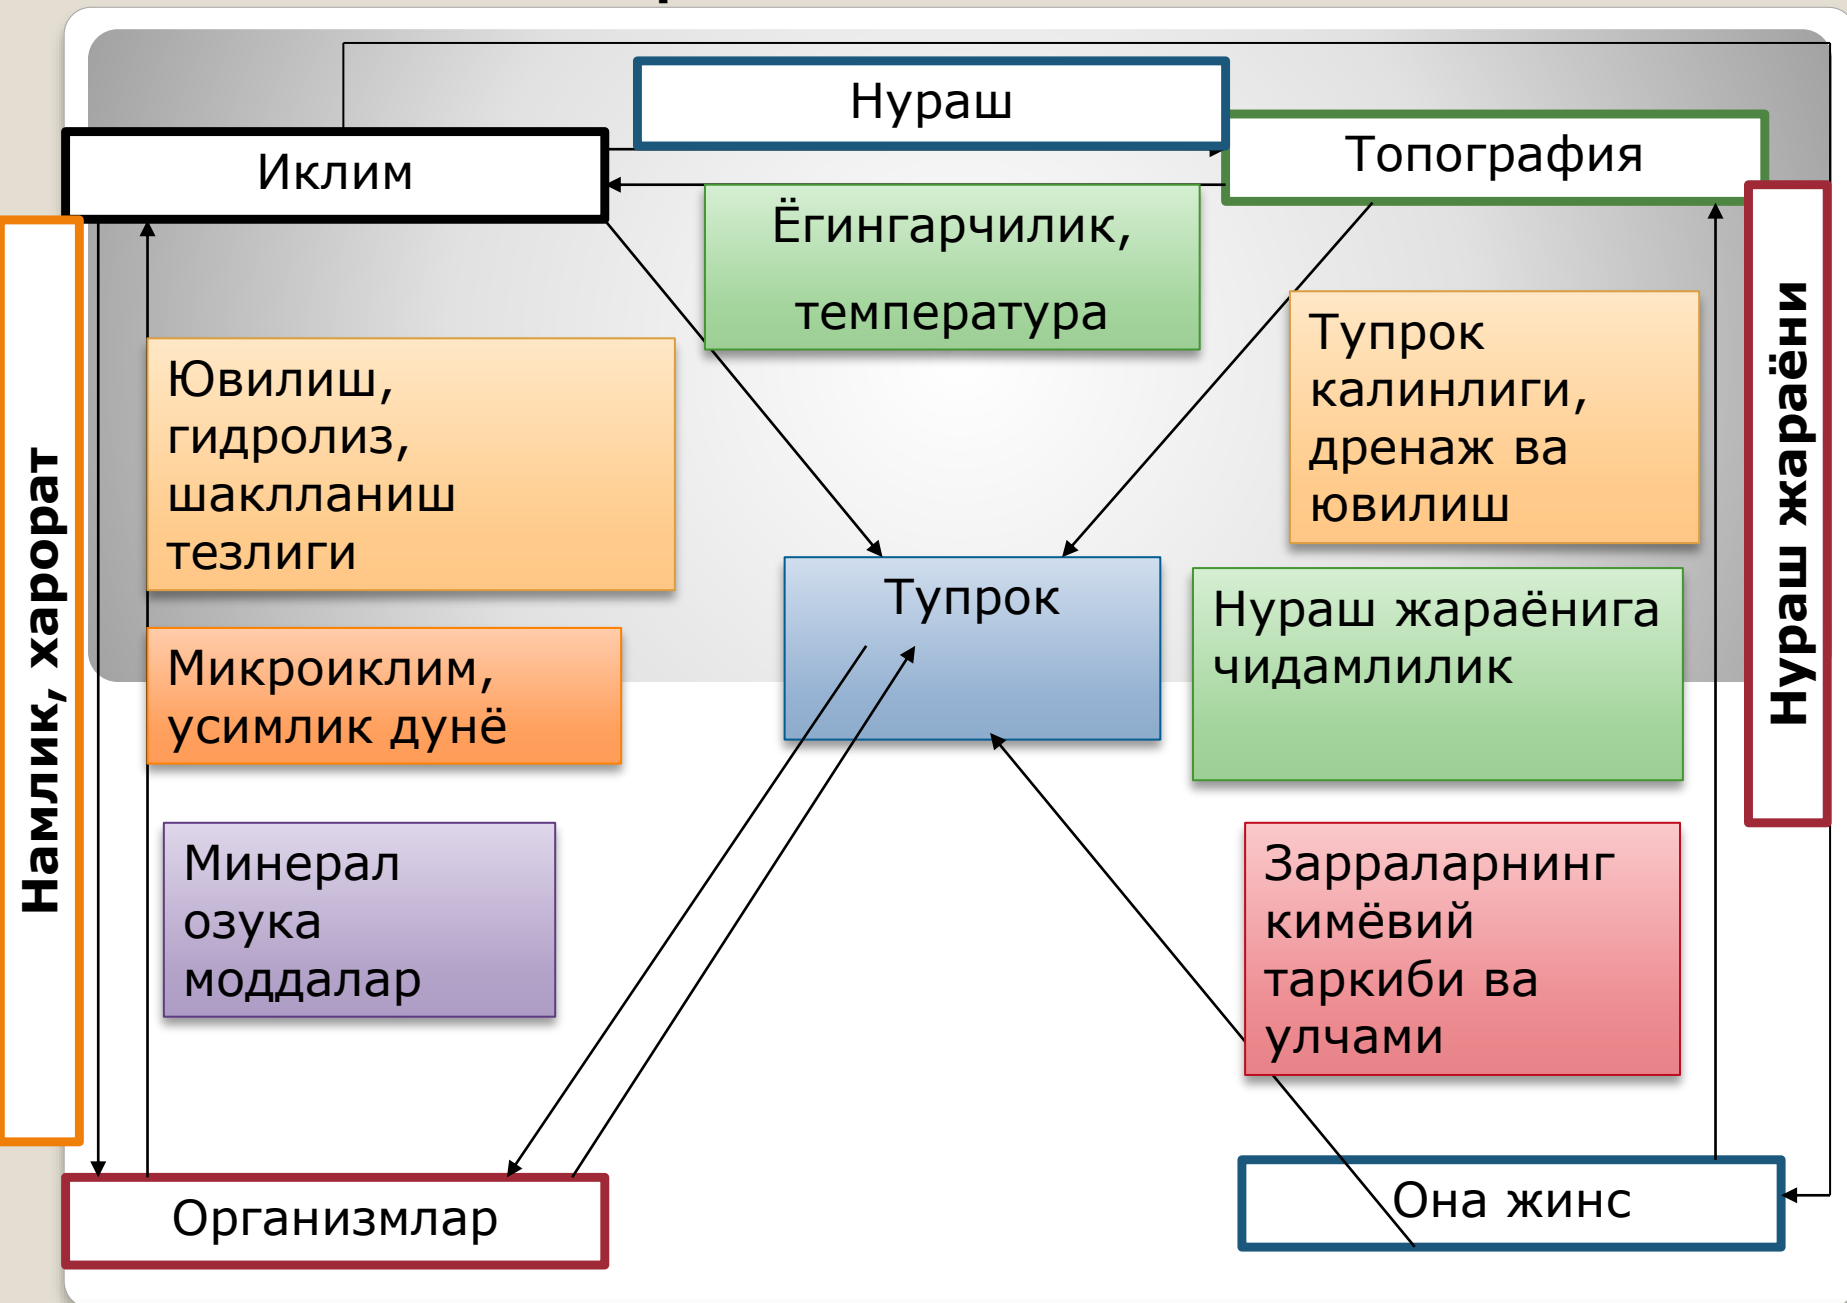 Нураш
Иклим
Топография
Ёгингарчилик,
температура
Намлик, харорат
Нураш жараёни
Ювилиш,
гидролиз,
шаклланиш
тезлиги
Тупрок
калинлиги,
дренаж ва
ювилиш
Тупрок
Нураш жараёнига
чидамлилик
Микроиклим,
усимлик дунё
Минерал
озука
моддалар
Зарраларнинг
кимёвий
таркиби ва
улчами
Организмлар
Она жинс